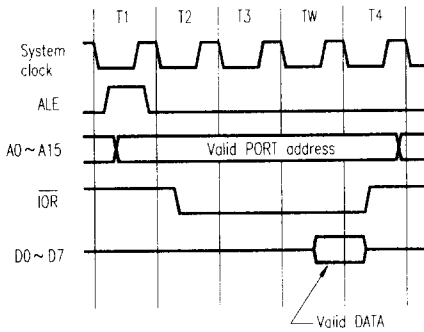 T1 T2 T3 TW T4
System
clock
ALE
A0~A15 Valid PORT address
IOR
D0~D7
Valid DATA